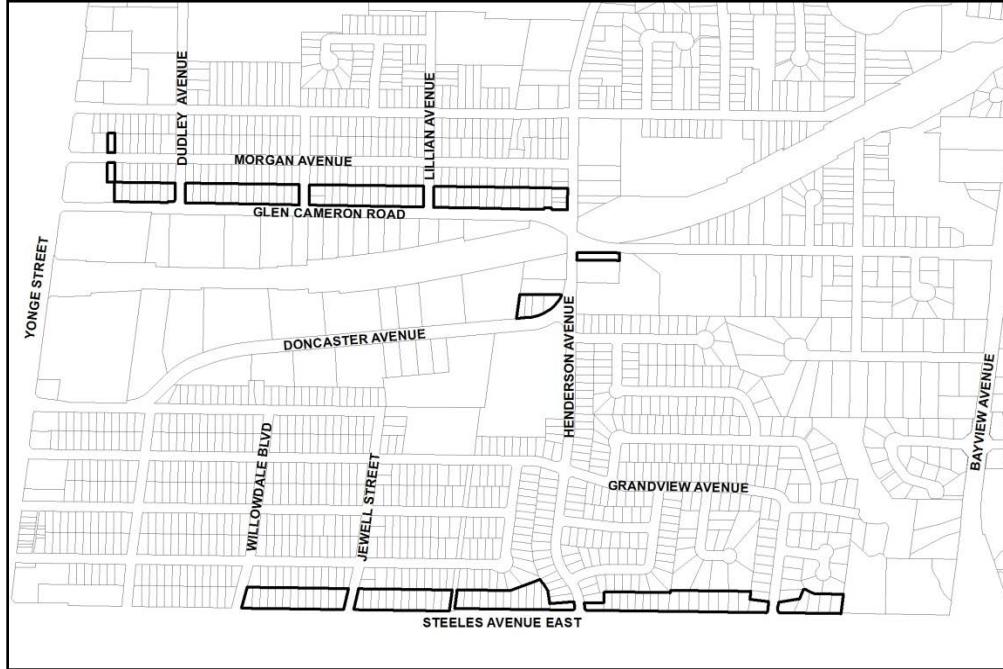 DUDLEY AVENUE
LILLIAN AVENUE
MORGAN AVENUE
GLEN CAMERON ROAD
YONGE STREET
DONCASTER AVENUE
HENDERSON AVENUE
BAYVIEW AVENUE
WILLOWDALE BLVD
JEWELL STREET
GRANDVIEW AVENUE
STEELES AVENUE EAST